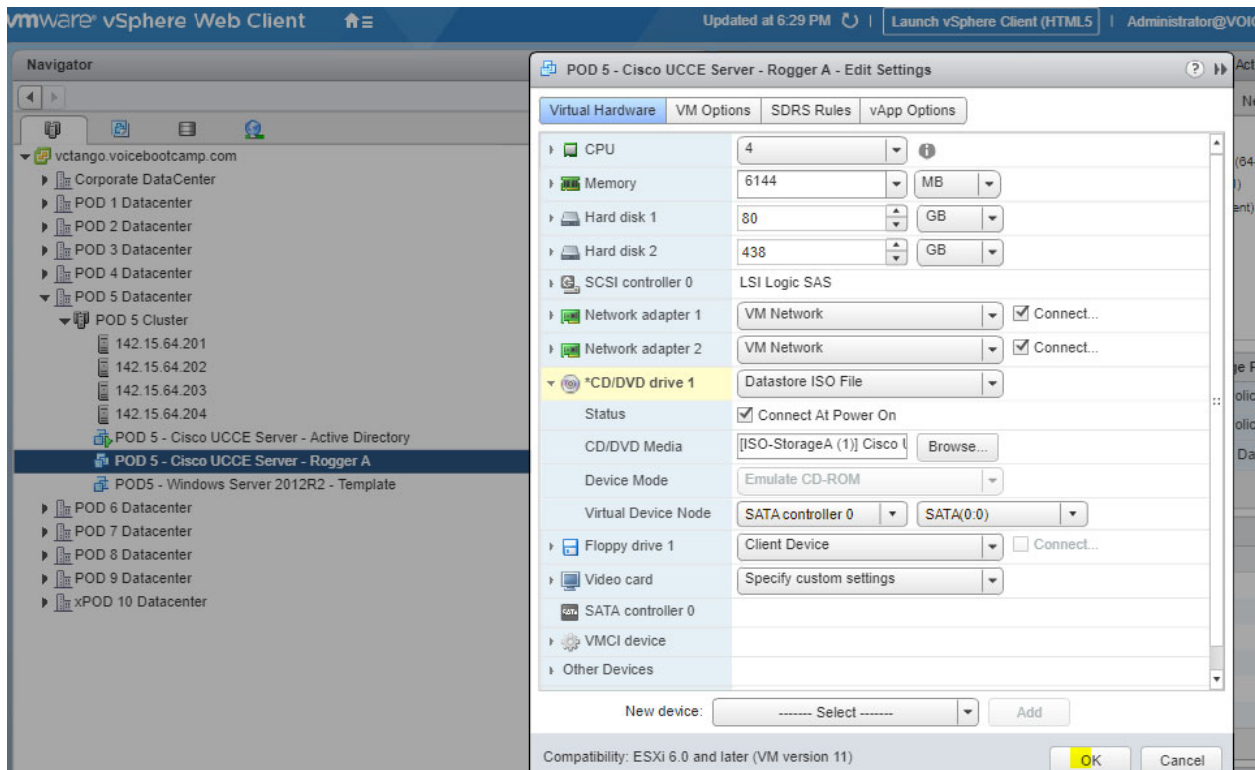 vmware® vSphere Web Client
Updated at 6:29 PM | Launch vSphere Client (HTML5 | Administrator@VOIC
Navigator
vctango.voicebootcamp.com
Corporate DataCenter
POD 1 Datacenter
POD 2 Datacenter
POD 3 Datacenter
POD 4 Datacenter
POD 5 Datacenter
POD 5 Cluster
142.15.64.201
142.15.64.202
142.15.64.203
142.15.64.204
POD 5 - Cisco UCCE Server - Active Directory
POD 5 - Cisco UCCE Server - Rogger A
POD5 - Windows Server 2012R2 - Template
POD 6 Datacenter
POD 7 Datacenter
POD 8 Datacenter
POD 9 Datacenter
xPOD 10 Datacenter
POD 5 - Cisco UCCE Server - Rogger A - Edit Settings
Virtual Hardware VM Options SDRS Rules vApp Options
CPU 4
Memory 6144 MB
Hard disk 1 80 GB
Hard disk 2 438 GB
SCSI controller 0 LSI Logic SAS
Network adapter 1 VM Network Connect...
Network adapter 2 VM Network Connect...
*CD/DVD drive 1 Datastore ISO File
Status Connect At Power On
CD/DVD Media [ISO-StorageA (1)] Cisco U Browse...
Device Mode Emulate CD-ROM
Virtual Device Node SATA controller 0 SATA(0:0)
Floppy drive 1 Client Device Connect...
Video card Specify custom settings
SATA controller 0
VMCI device
Other Devices
New device: ------- Select ------- Add
Compatibility: ESXi 6.0 and later (VM version 11) OK Cancel